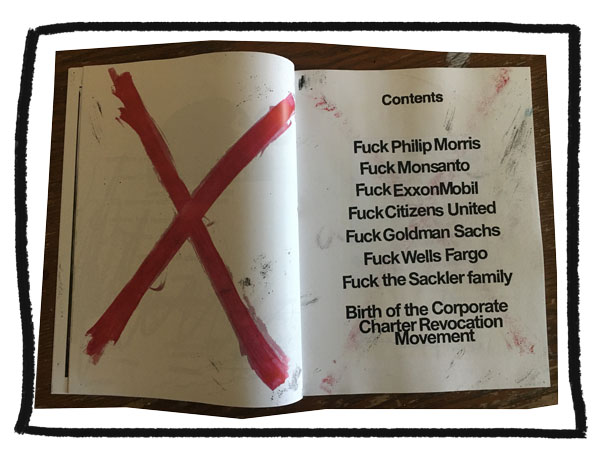 Contents
Fuck Philip Morris
Fuck Monsanto
Fuck ExxonMobil
Fuck Citizens United
Fuck Goldman Sachs
Fuck Wells Fargo
Fuck the Sackler family
Birth of the Corporate
Charter Revocation
Movement